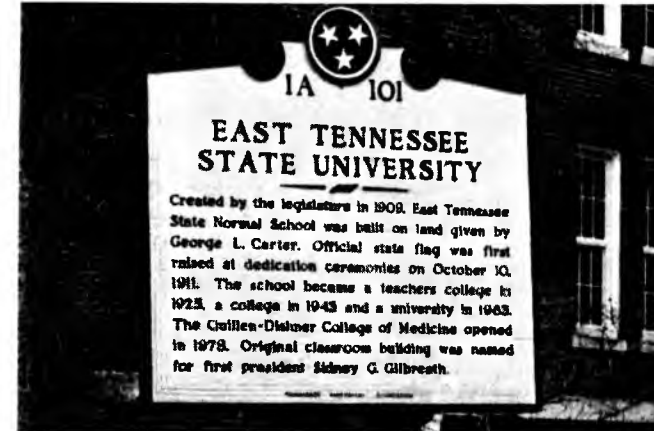 1A 101
EAST TENNESSEE
STATE UNIVERSITY
Created by the legislature in 1909, East Tennessee
State Normal School was built on land given by
George L. Carter. Official state flag was first
raised at dedication ceremonies on October 10,
1911. The school became a teachers college in
1925, a college in 1943 and a university in 1963.
The Quillen-Dishner College of Medicine opened
in 1978. Original classroom building was named
for first president Sidney G. Gilbreath.